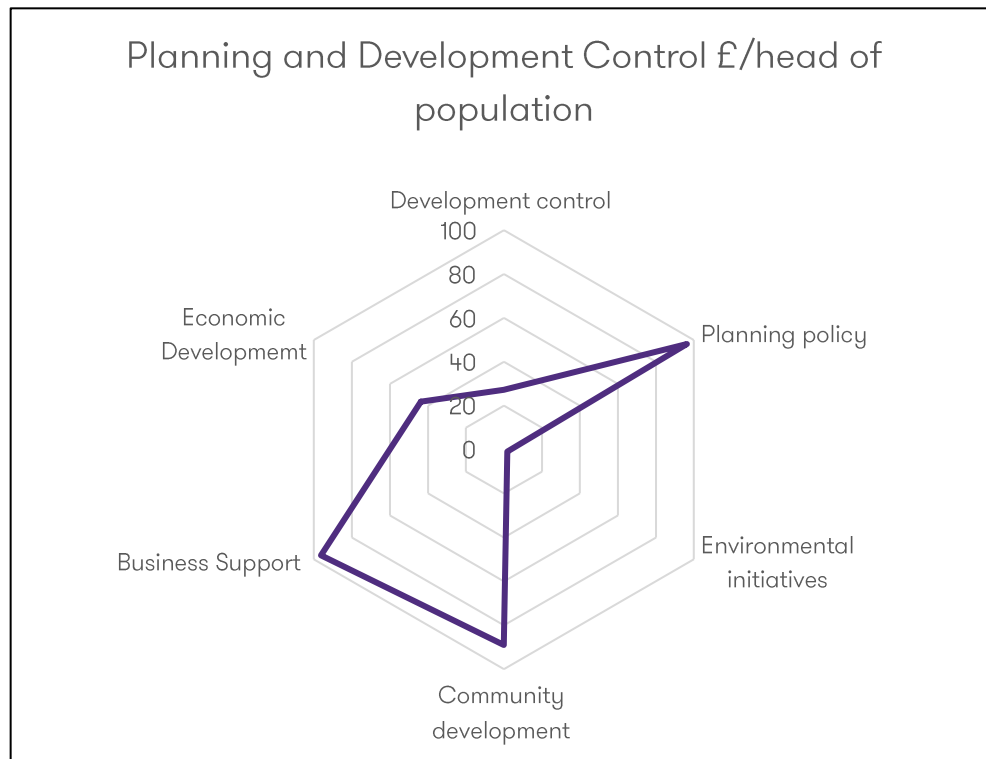 Planning and Development Control £/head of
population
Development control
100
80
60
40
20
0
Planning policy
Environmental
initiatives
Community
development
Business Support
Economic
Developmemt